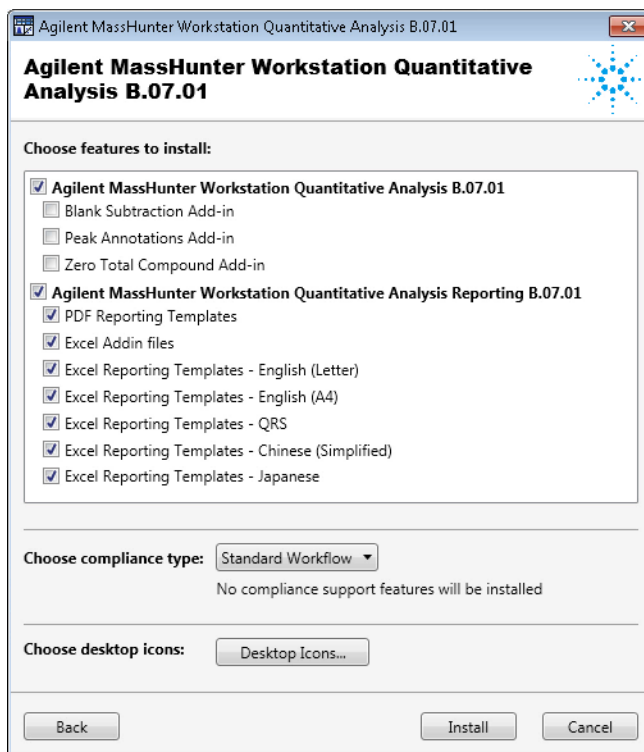 Agilent MassHunter Workstation Quantitative Analysis B.07.01
Agilent MassHunter Workstation Quantitative
Analysis B.07.01
Choose features to install:
Agilent MassHunter Workstation Quantitative Analysis B.07.01
Blank Subtraction Add-in
Peak Annotations Add-in
Zero Total Compound Add-in
Agilent MassHunter Workstation Quantitative Analysis Reporting B.07.01
PDF Reporting Templates
Excel Addin files
Excel Reporting Templates - English (Letter)
Excel Reporting Templates - English (A4)
Excel Reporting Templates - QRS
Excel Reporting Templates - Chinese (Simplified)
Excel Reporting Templates - Japanese
Choose compliance type: Standard Workflow
No compliance support features will be installed
Choose desktop icons: Desktop Icons...
Back Install Cancel